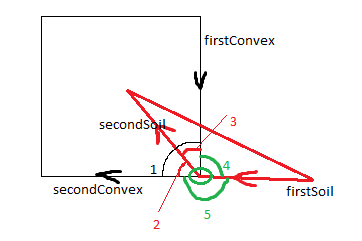 firstConvex
3
secondSoil
1
4
secondConvex
firstSoil
2
5